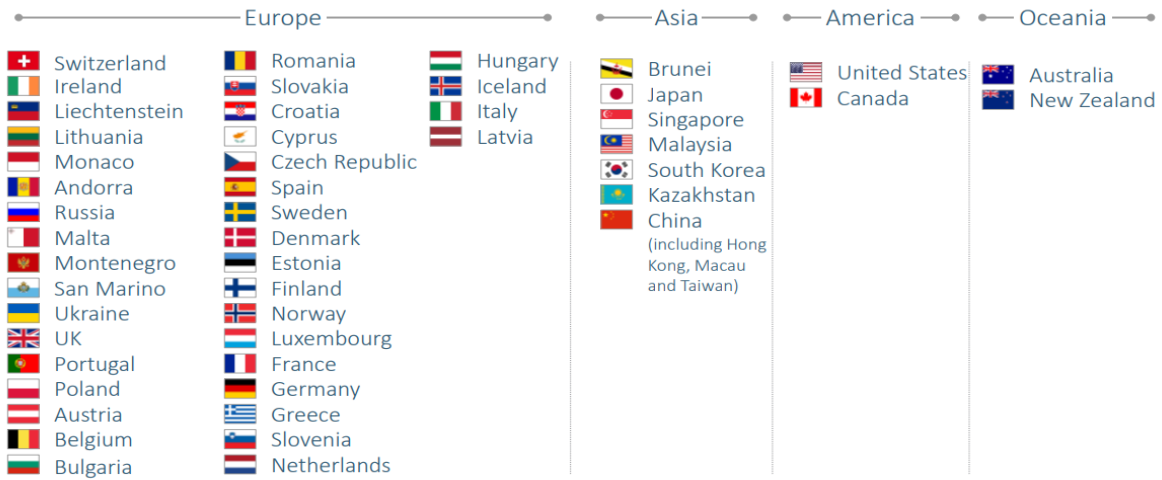 Europe
Switzerland
Ireland
Liechtenstein
Lithuania
Monaco
Andorra
Russia
Malta
Montenegro
San Marino
Ukraine
UK
Portugal
Poland
Austria
Belgium
Bulgaria
Romania
Slovakia
Croatia
Cyprus
Czech Republic
Spain
Sweden
Denmark
Estonia
Finland
Norway
Luxembourg
France
Germany
Greece
Slovenia
Netherlands
Hungary
Iceland
Italy
Latvia
Asia
Brunei
Japan
Singapore
Malaysia
South Korea
Kazakhstan
China
(including Hong
Kong, Macau
and Taiwan)
America
United States
Canada
Oceania
Australia
New Zealand